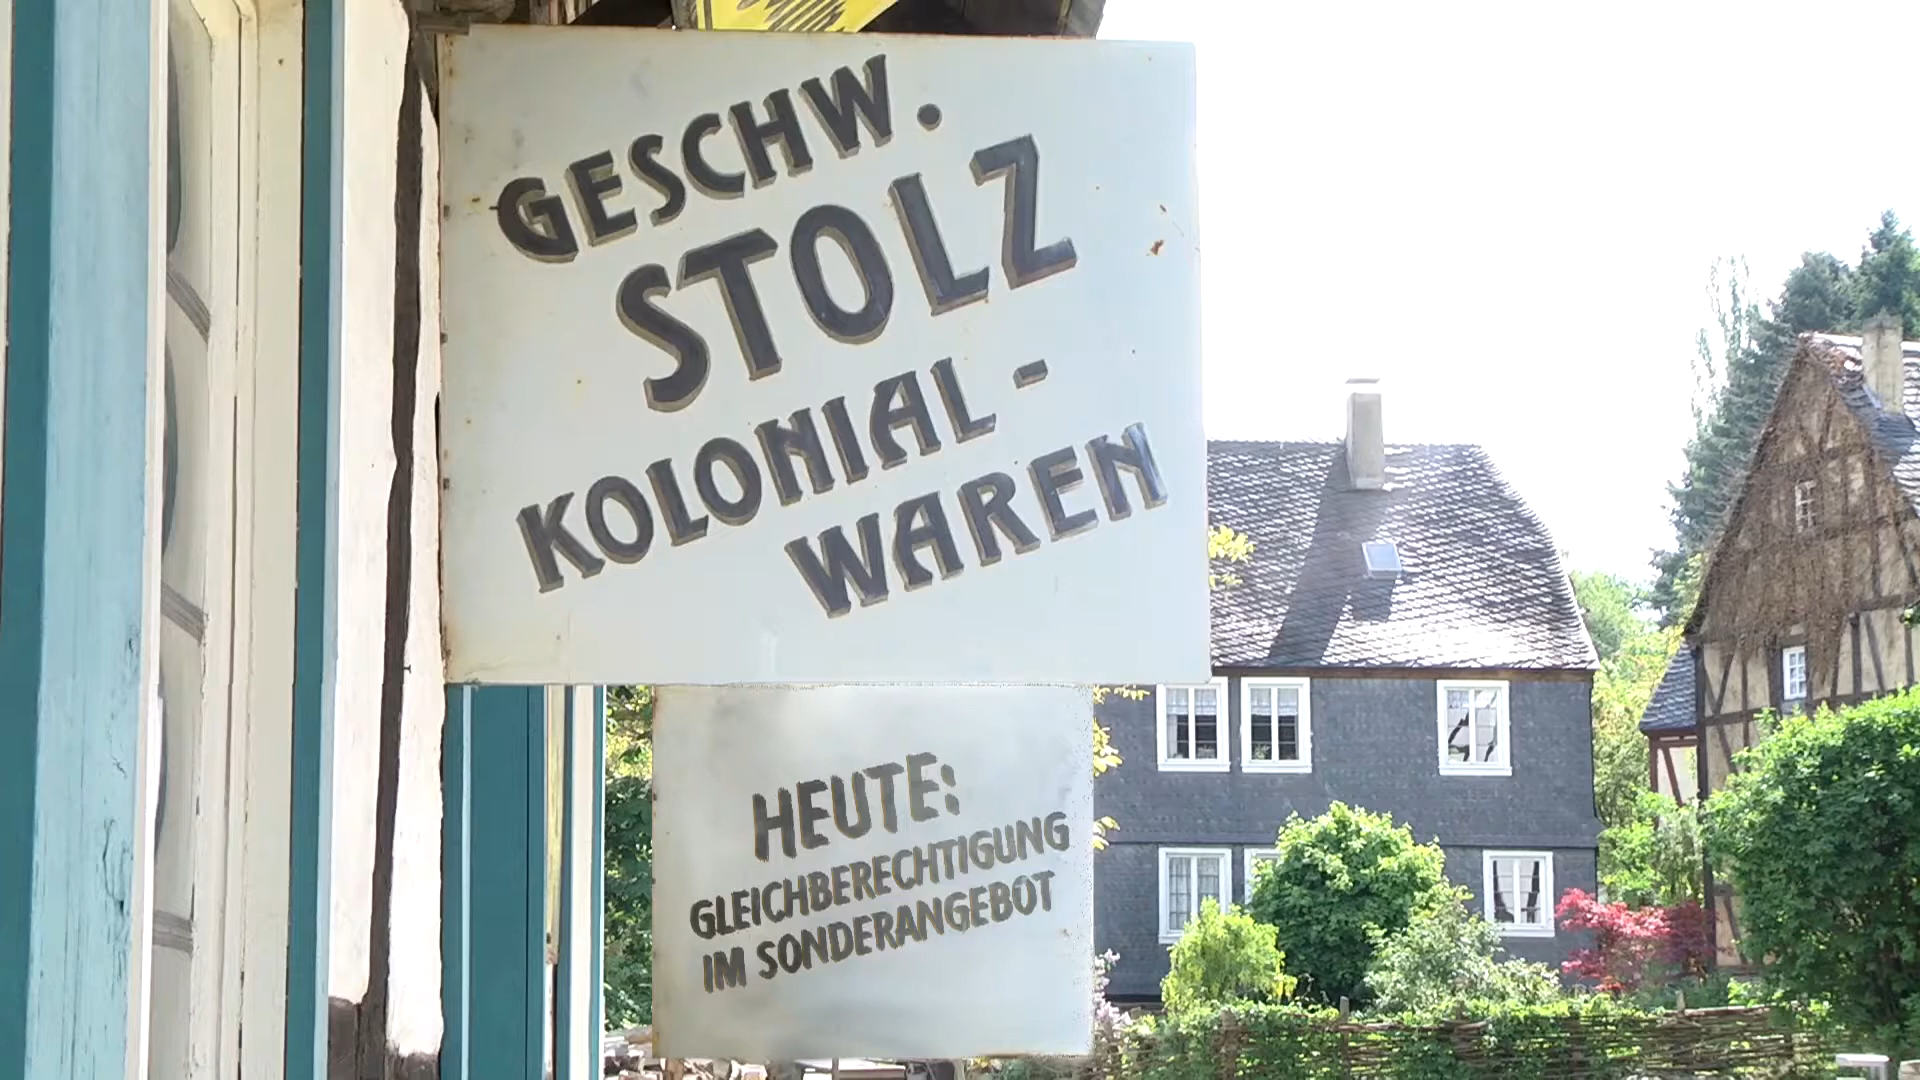 GESCHW.
STOLZ
KOLONIAL-
WAREN
HEUTE:
GLEICHBERECHTIGUNG
IM SONDERANGEBOT